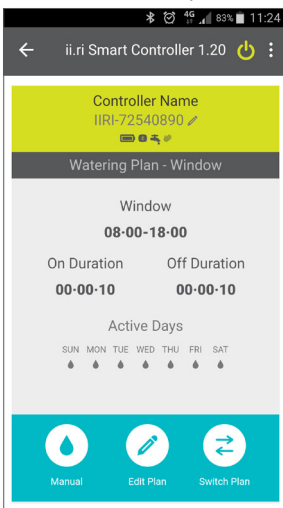 4G 83% 11:24
ii.ri Smart Controller 1.20
Controller Name
IIRI-72540890
Watering Plan - Window
Window
08·00-18·00
On Duration Off Duration
00·00·10 00·00·10
Active Days
SUN MON TUE WED THU FRI SAT
Manual Edit Plan Switch Plan